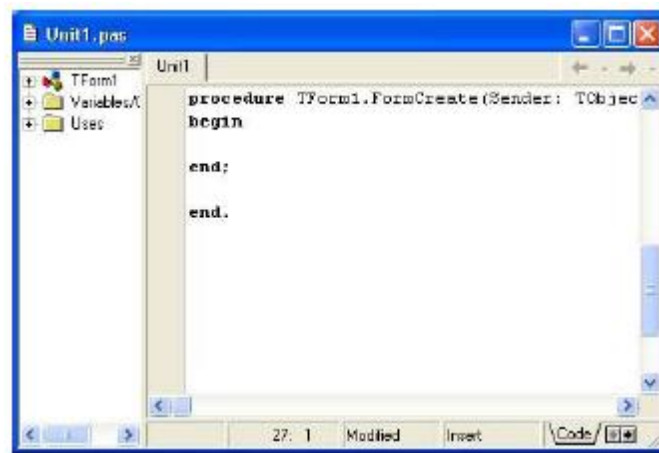 Unit1.pas
TForm1
Variables/C
Uses
Unit1
procedure TForm1.FormCreate(Sender: TObjec
begin
end;
end.
27: 1 Modified Insert \Code/